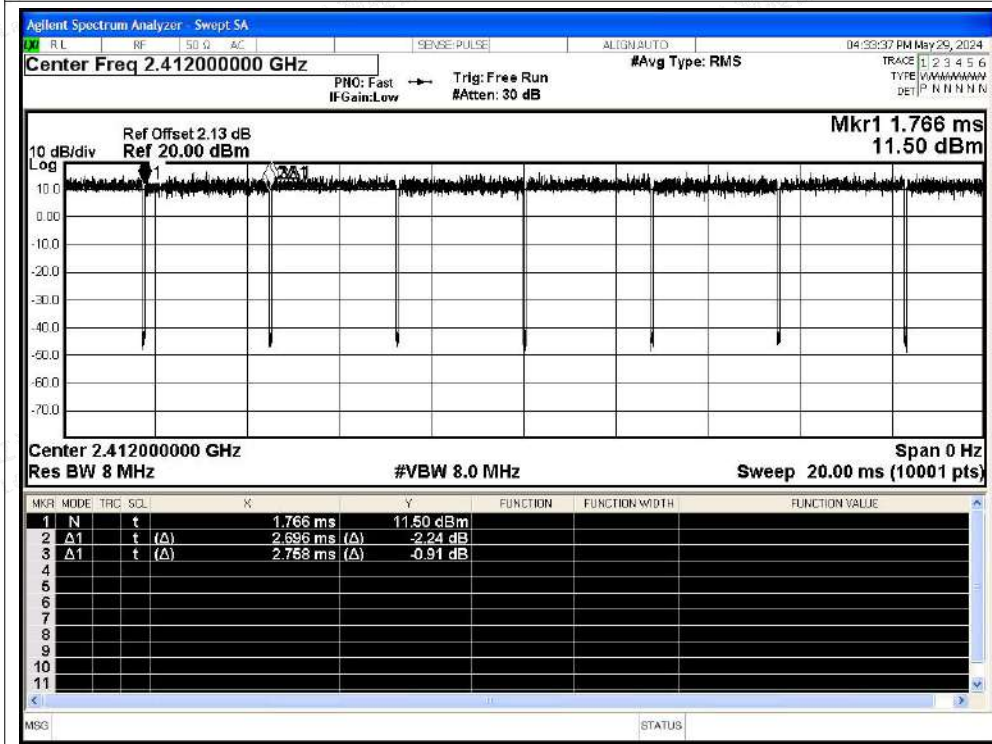 Agilent Spectrum Analyzer - Swept SA
LXI RL RF 50 Ω AC SENSE:PULSE ALIGN AUTO 04:33:37 PM May 29, 2024
Center Freq 2.412000000 GHz #Avg Type: RMS TRACE 1 2 3 4 5 6
PNO: Fast Trig: Free Run TYPE
IFGain:Low #Atten: 30 dB DET P N N N N N
Mkr1 1.766 ms
11.50 dBm
Ref Offset 2.13 dB
10 dB/div Ref 20.00 dBm
Log
1
10.0
0.00
-10.0
-20.0
-30.0
-40.0
-50.0
-60.0
-70.0
Center 2.412000000 GHz Span 0 Hz
Res BW 8 MHz #VBW 8.0 MHz Sweep 20.00 ms (10001 pts)
MKR MODE TRC SCL X Y FUNCTION FUNCTION WIDTH FUNCTION VALUE
1 N t 1.766 ms 11.50 dBm
2 Δ1 t (Δ) 2.696 ms (Δ) -2.24 dB
3 Δ1 t (Δ) 2.758 ms (Δ) -0.91 dB
4
5
6
7
8
9
10
11
MSG STATUS